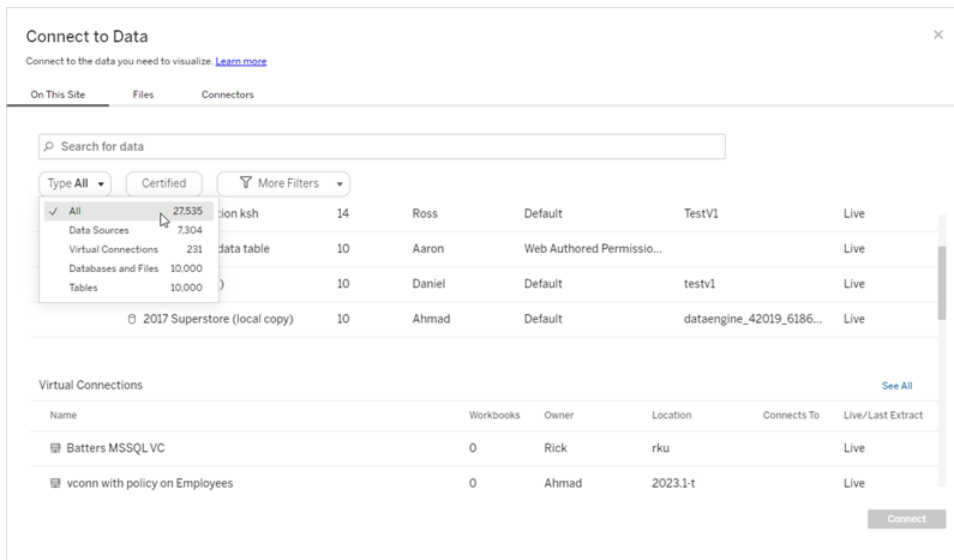 Connect to Data
Connect to the data you need to visualize. Learn more
On This Site Files Connectors
Search for data
Type All Certified More Filters
All 27,535
Data Sources 7,304
Virtual Connections 231
Databases and Files 10,000
Tables 10,000
ion ksh 14 Ross Default TestV1 Live
data table 10 Aaron Web Authored Permissio... Live
) 10 Daniel Default testv1 Live
2017 Superstore (local copy) 10 Ahmad Default dataengine_42019_6186... Live
Virtual Connections See All
Name Workbooks Owner Location Connects To Live/Last Extract
Batters MSSQL VC 0 Rick rku Live
vconn with policy on Employees 0 Ahmad 2023.1-t Live
Connect